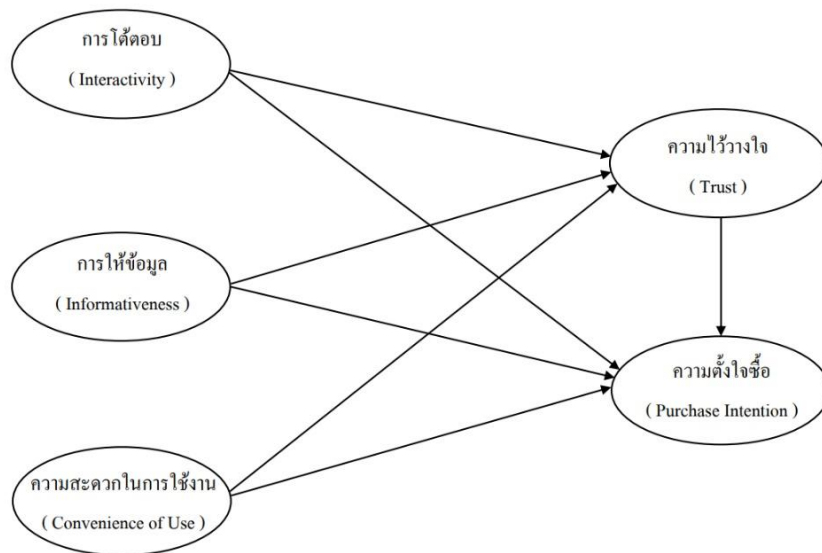 การโต้ตอบ
( Interactivity )
ความไว้วางใจ
( Trust )
การให้ข้อมูล
( Informativeness )
ความตั้งใจซื้อ
( Purchase Intention )
ความสะดวกในการใช้งาน
( Convenience of Use )